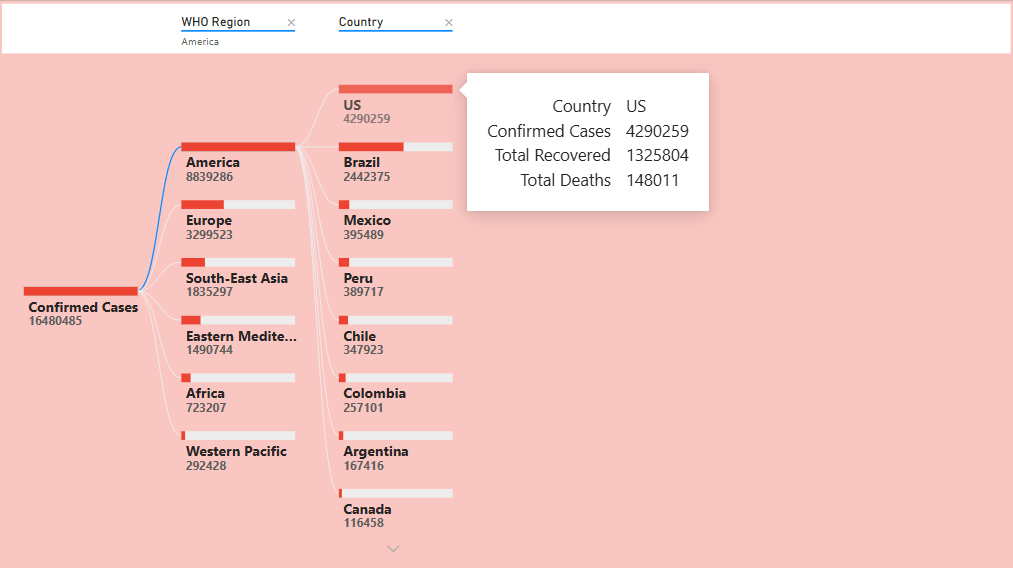 WHO Region ×
America
Country ×
Confirmed Cases
16480485
America
8839286
Europe
3299523
South-East Asia
1835297
Eastern Medite...
1490744
Africa
723207
Western Pacific
292428
US
4290259
Brazil
2442375
Mexico
395489
Peru
389717
Chile
347923
Colombia
257101
Argentina
167416
Canada
116458
Country US
Confirmed Cases 4290259
Total Recovered 1325804
Total Deaths 148011